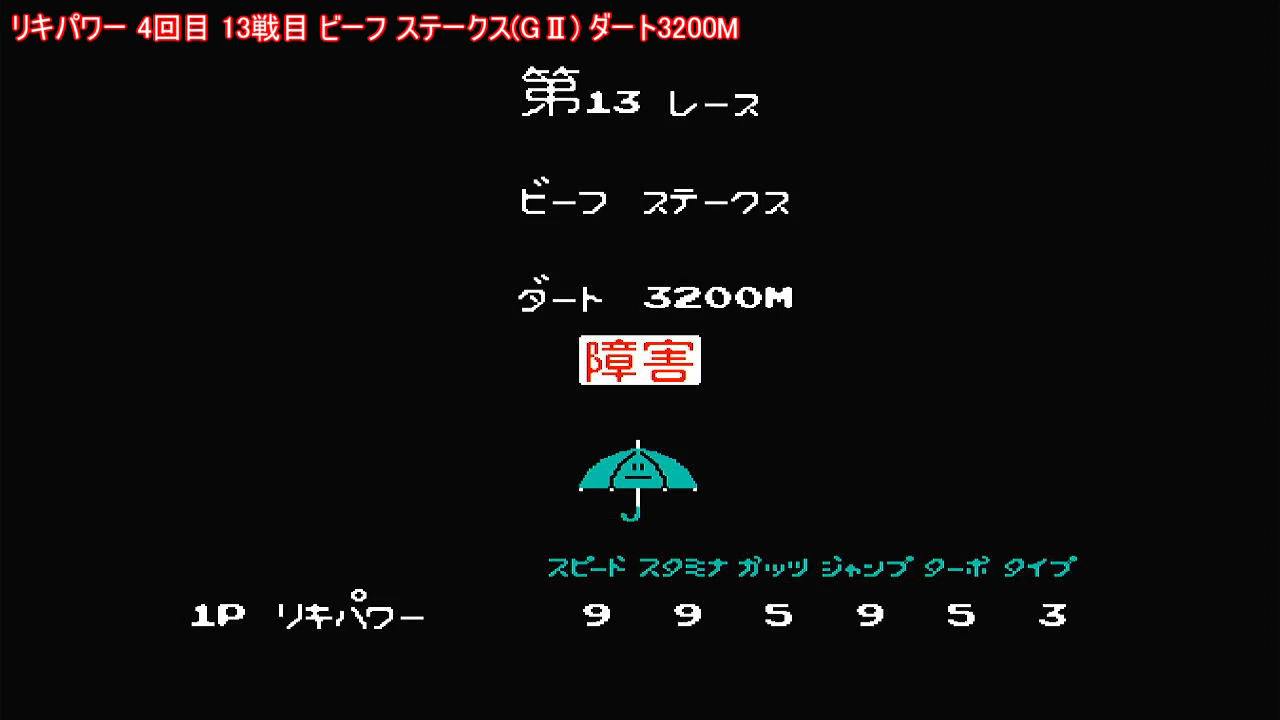 リキパワー 4回目 13戦目 ビーフ ステークス(GⅡ) ダート3200M
第13 レース
ビーフ ステークス
ダート 3200M
障害
スピード スタミナ ガッツ ジャンプ ターボ タイプ
1P リキパワー 9 9 5 9 5 3